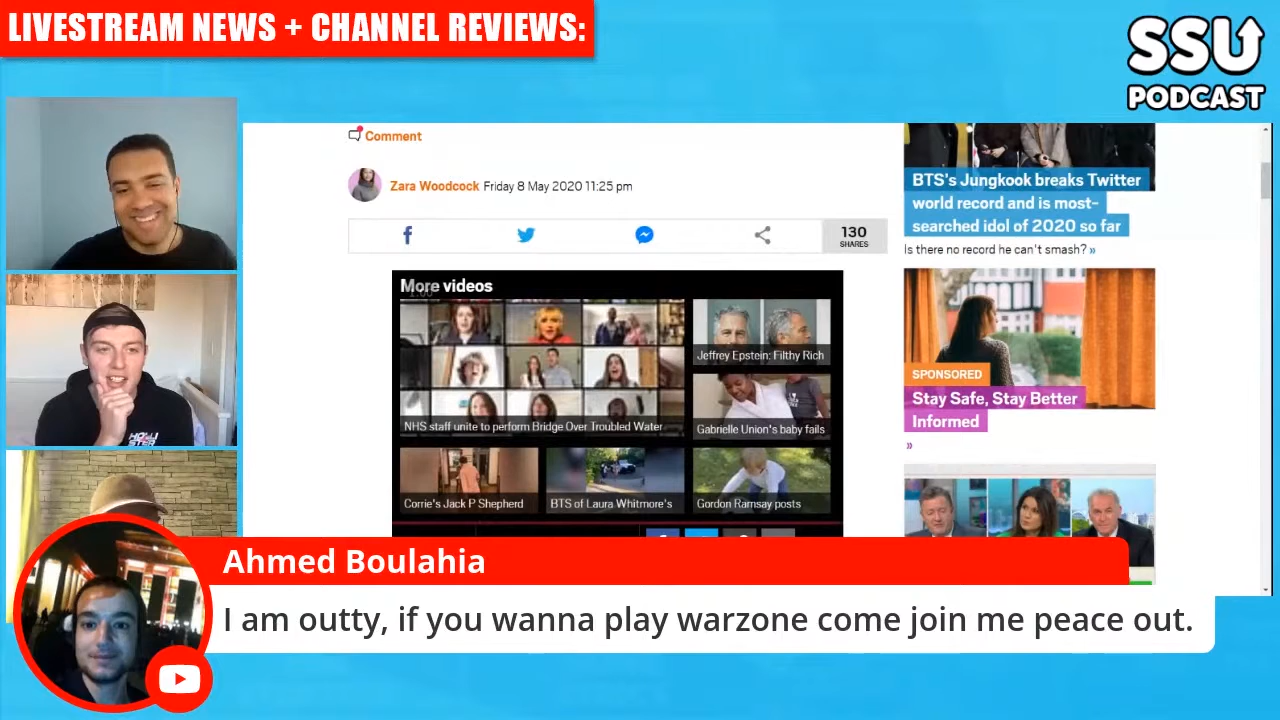 LIVESTREAM NEWS + CHANNEL REVIEWS:
SSU
PODCAST
Comment
Zara Woodcock Friday 8 May 2020 11:25 pm
130
SHARES
More videos
1:00
NHS staff unite to perform Bridge Over Troubled Water
Jeffrey Epstein: Filthy Rich
Gabrielle Union's baby fails
Corrie's Jack P Shepherd
BTS of Laura Whitmore's
Gordon Ramsay posts
BTS's Jungkook breaks Twitter
world record and is most-
searched idol of 2020 so far
Is there no record he can't smash? »
SPONSORED
Stay Safe, Stay Better
Informed
»
HOLLI
STER
Ahmed Boulahia
I am outty, if you wanna play warzone come join me peace out.